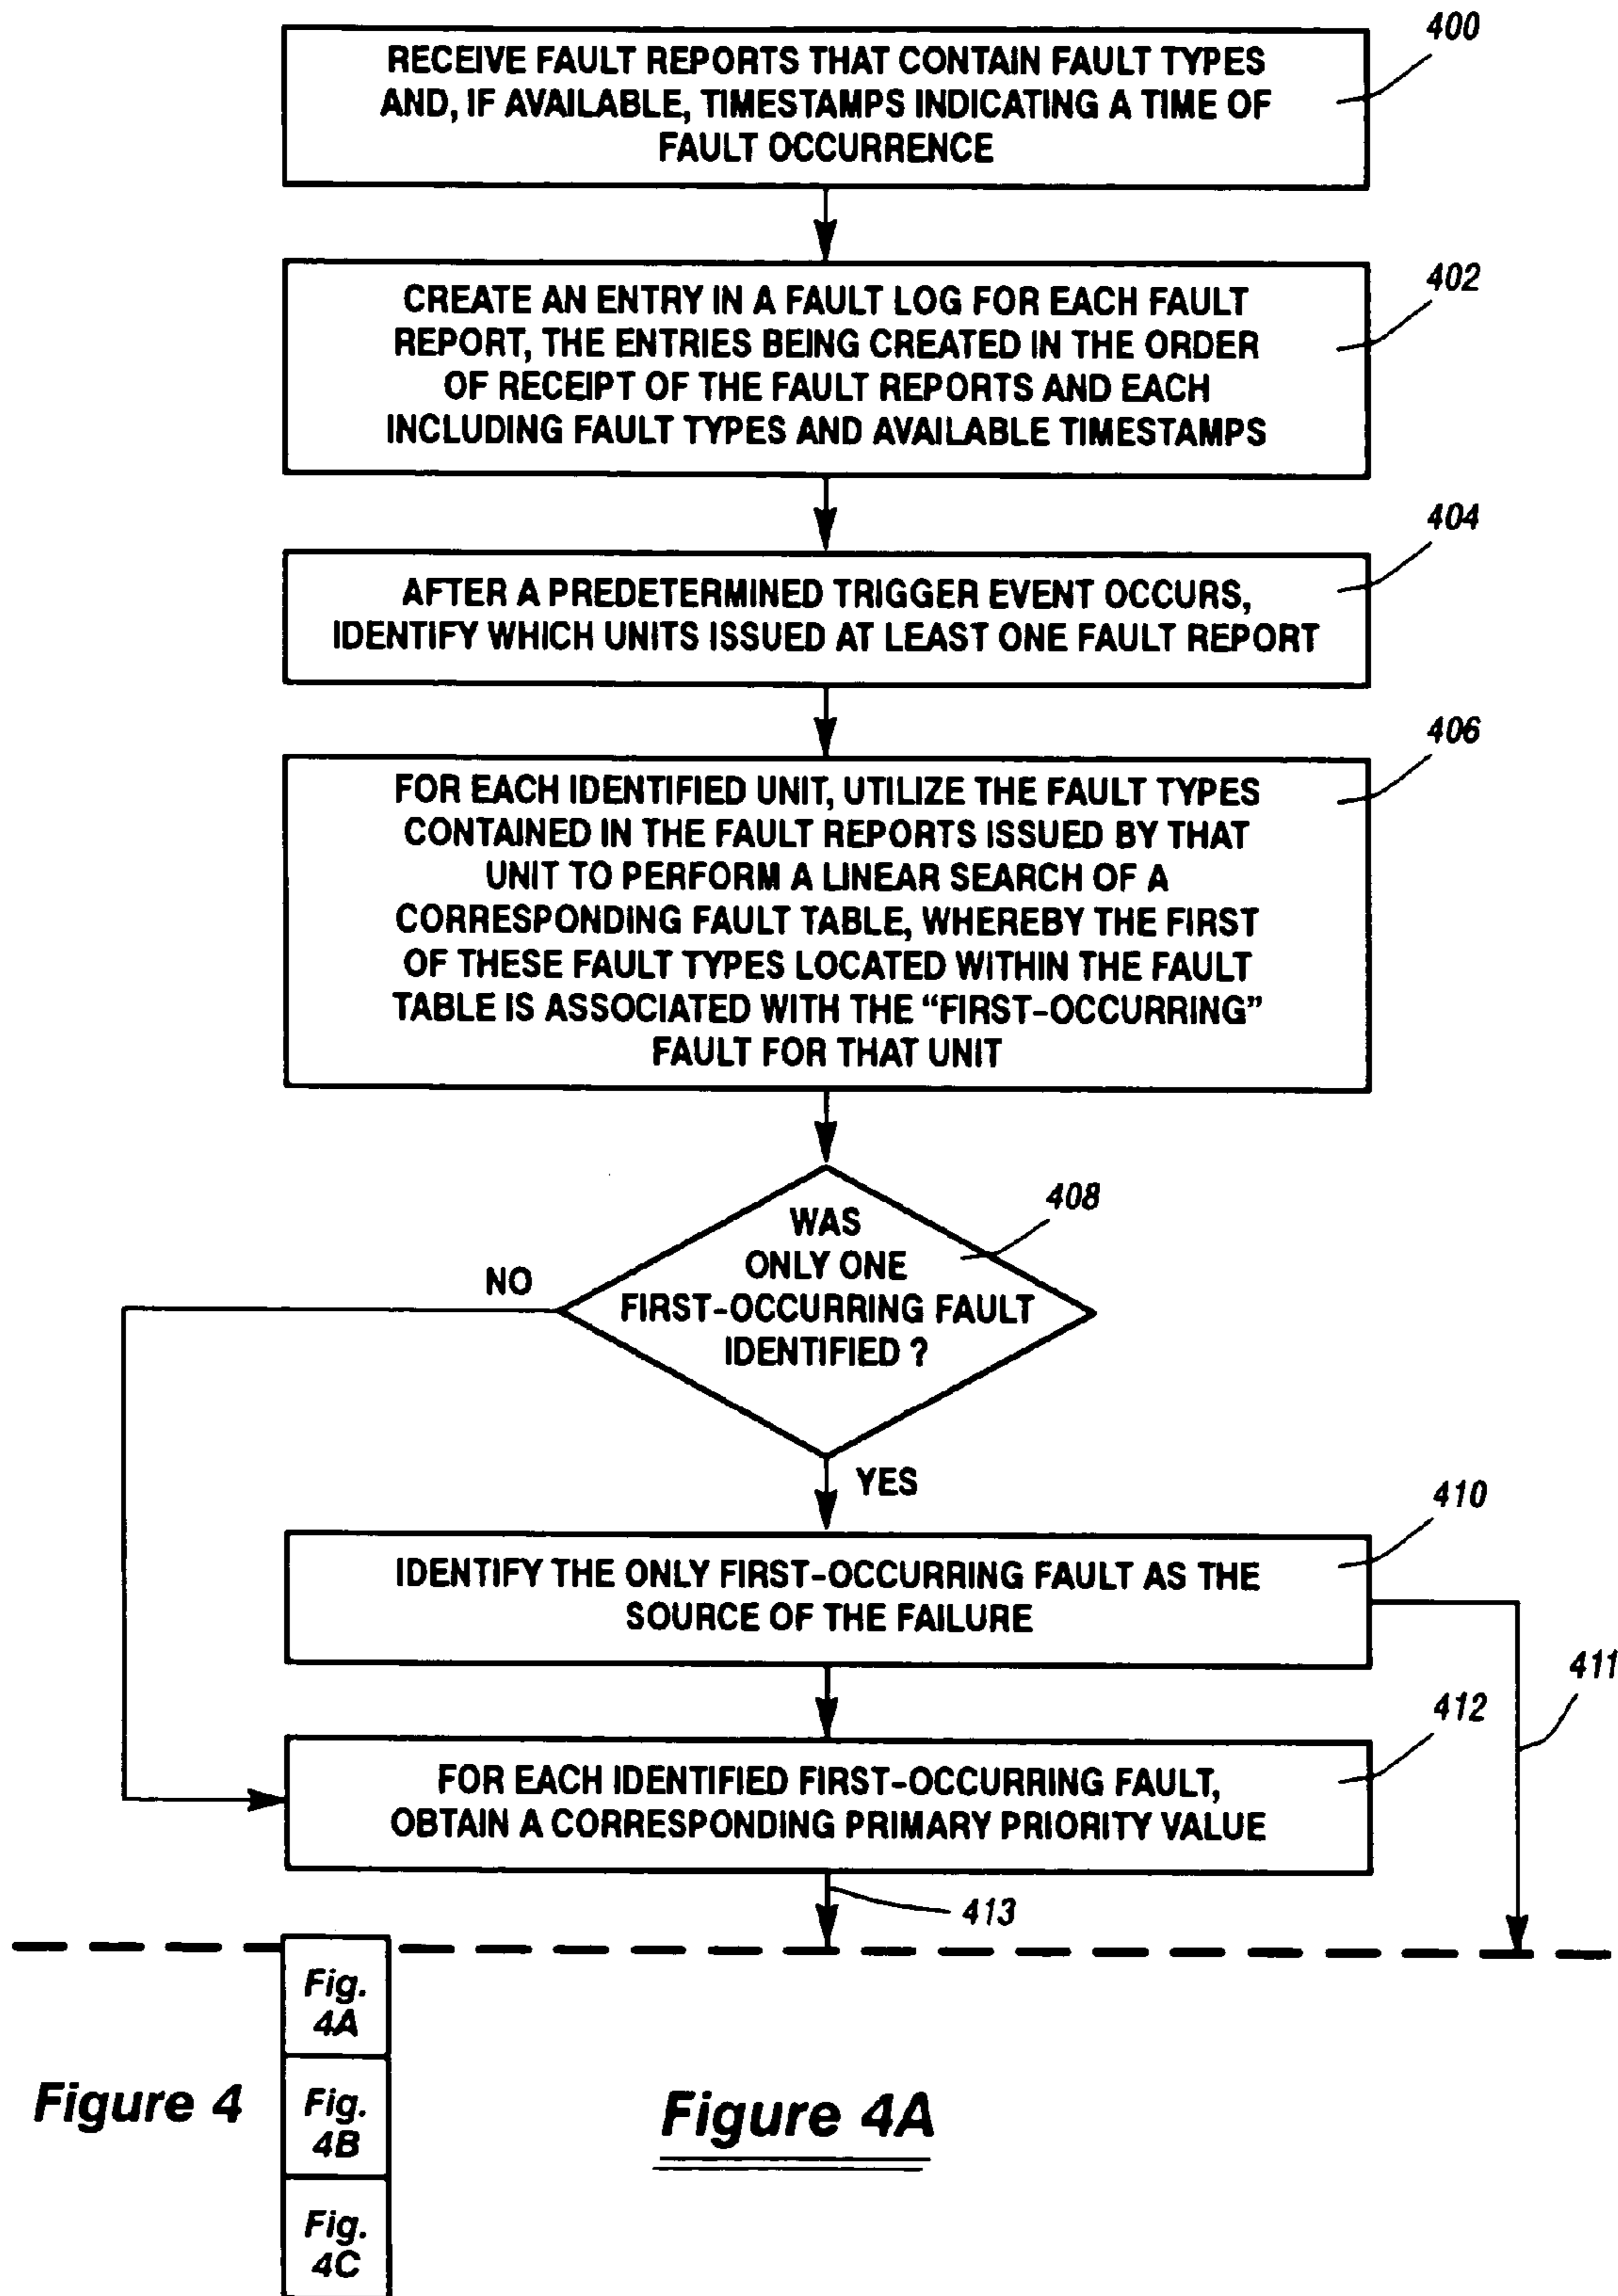 400
RECEIVE FAULT REPORTS THAT CONTAIN FAULT TYPES
AND, IF AVAILABLE, TIMESTAMPS INDICATING A TIME OF
FAULT OCCURRENCE
402
CREATE AN ENTRY IN A FAULT LOG FOR EACH FAULT
REPORT, THE ENTRIES BEING CREATED IN THE ORDER
OF RECEIPT OF THE FAULT REPORTS AND EACH
INCLUDING FAULT TYPES AND AVAILABLE TIMESTAMPS
404
AFTER A PREDETERMINED TRIGGER EVENT OCCURS,
IDENTIFY WHICH UNITS ISSUED AT LEAST ONE FAULT REPORT
406
FOR EACH IDENTIFIED UNIT, UTILIZE THE FAULT TYPES
CONTAINED IN THE FAULT REPORTS ISSUED BY THAT
UNIT TO PERFORM A LINEAR SEARCH OF A
CORRESPONDING FAULT TABLE, WHEREBY THE FIRST
OF THESE FAULT TYPES LOCATED WITHIN THE FAULT
TABLE IS ASSOCIATED WITH THE “FIRST-OCCURRING”
FAULT FOR THAT UNIT
408
WAS
ONLY ONE
FIRST-OCCURRING FAULT
IDENTIFIED ?
NO
YES
410
IDENTIFY THE ONLY FIRST-OCCURRING FAULT AS THE
SOURCE OF THE FAILURE
411
412
FOR EACH IDENTIFIED FIRST-OCCURRING FAULT,
OBTAIN A CORRESPONDING PRIMARY PRIORITY VALUE
413
Fig.
4A
Figure 4
Fig.
4B
Fig.
4C
Figure 4A